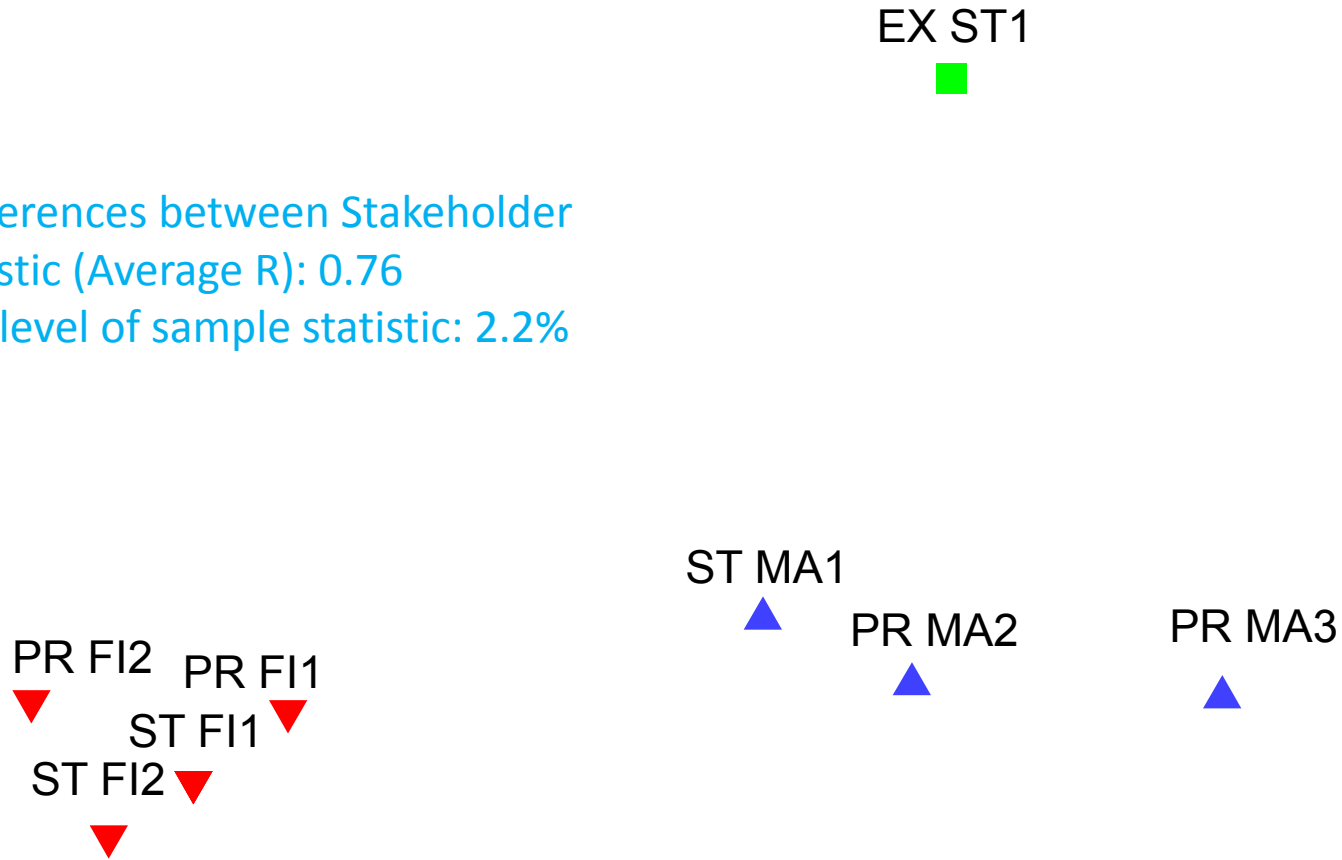 EX ST1
erences between Stakeholder
stic (Average R): 0.76
level of sample statistic: 2.2%
ST MA1
PR MA2
PR MA3
PR FI2
PR FI1
ST FI1
ST FI2